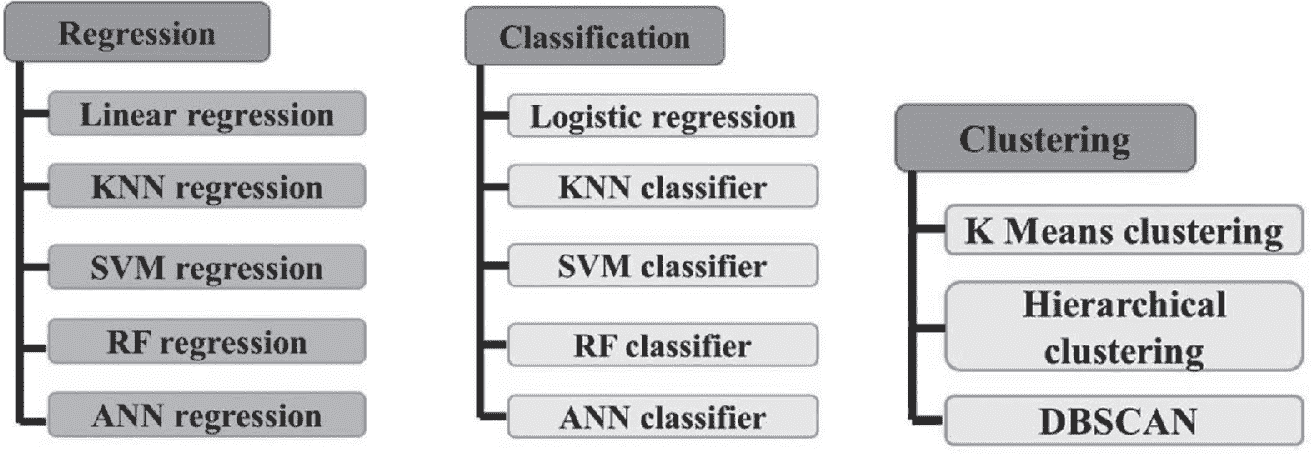 Regression
Linear regression
KNN regression
SVM regression
RF regression
ANN regression
Classification
Logistic regression
KNN classifier
SVM classifier
RF classifier
ANN classifier
Clustering
K Means clustering
Hierarchical
clustering
DBSCAN